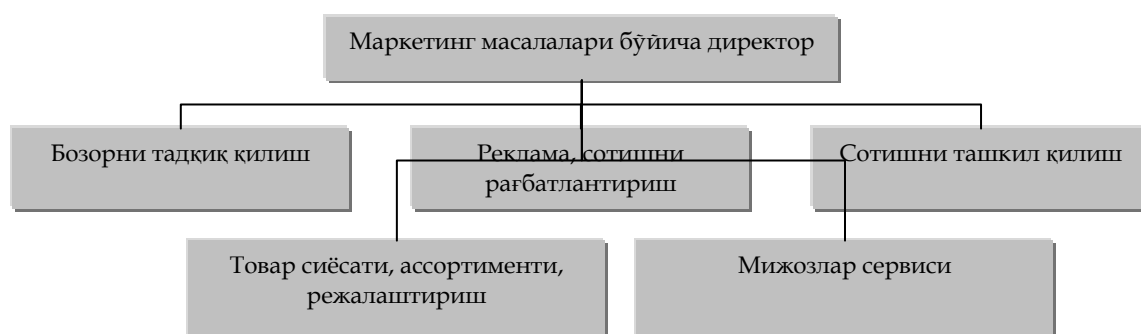 Маркетинг масалалари бўйича директор
Бозорни тадқиқ қилиш
Реклама, сотишни
рағбатлантириш
Сотишни ташкил қилиш
Товар сиёсати, ассортименти,
режалаштириш
Мижозлар сервиси